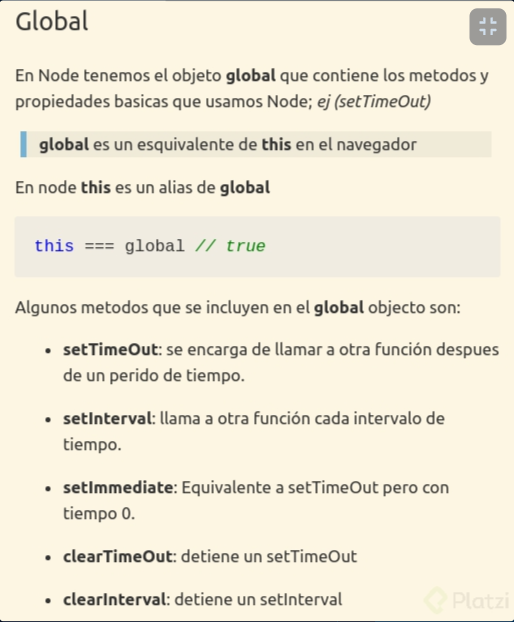 Global
En Node tenemos el objeto global que contiene los metodos y
propiedades basicas que usamos Node; ej (setTimeOut)
global es un esquivalente de this en el navegador
En node this es un alias de global
this === global // true
Algunos metodos que se incluyen en el global objecto son:
• setTimeOut: se encarga de llamar a otra función despues
de un perido de tiempo.
• setInterval: llama a otra función cada intervalo de
tiempo.
• setImmediate: Equivalente a setTimeOut pero con
tiempo 0.
• clearTimeOut: detiene un setTimeOut
• clearInterval: detiene un setInterval
Platzi